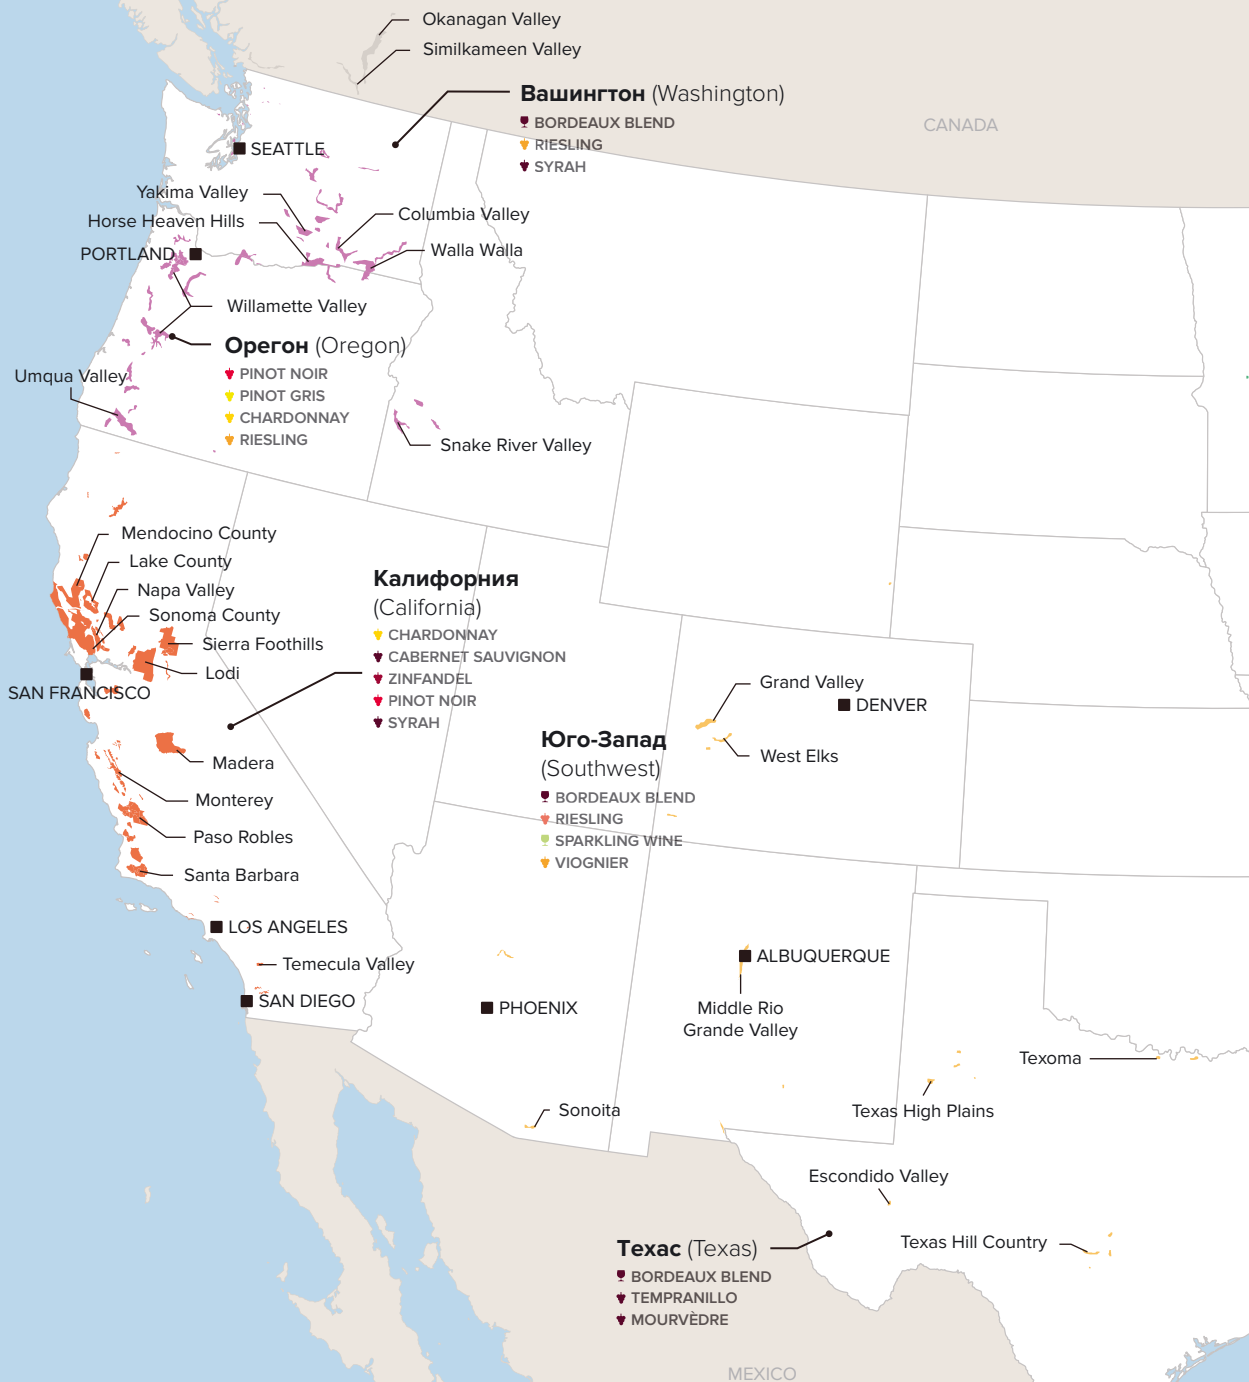 Okanagan Valley
Similkameen Valley
Вашингтон (Washington)
BORDEAUX BLEND
RIESLING
SYRAH
CANADA
SEATTLE
Yakima Valley
Horse Heaven Hills
Columbia Valley
PORTLAND
Walla Walla
Willamette Valley
Орегон (Oregon)
PINOT NOIR
PINOT GRIS
CHARDONNAY
RIESLING
Umqua Valley
Snake River Valley
Mendocino County
Lake County
Napa Valley
Sonoma County
Sierra Foothills
Lodi
SAN FRANCISCO
Калифорния
(California)
CHARDONNAY
CABERNET SAUVIGNON
ZINFANDEL
PINOT NOIR
SYRAH
Grand Valley
DENVER
West Elks
Юго-Запад
(Southwest)
BORDEAUX BLEND
RIESLING
SPARKLING WINE
VIOGNIER
Madera
Monterey
Paso Robles
Santa Barbara
LOS ANGELES
Temecula Valley
SAN DIEGO
PHOENIX
ALBUQUERQUE
Middle Rio
Grande Valley
Sonoita
Texoma
Texas High Plains
Escondido Valley
Texas Hill Country
Техас (Texas)
BORDEAUX BLEND
TEMPRANILLO
MOURVÈDRE
MEXICO